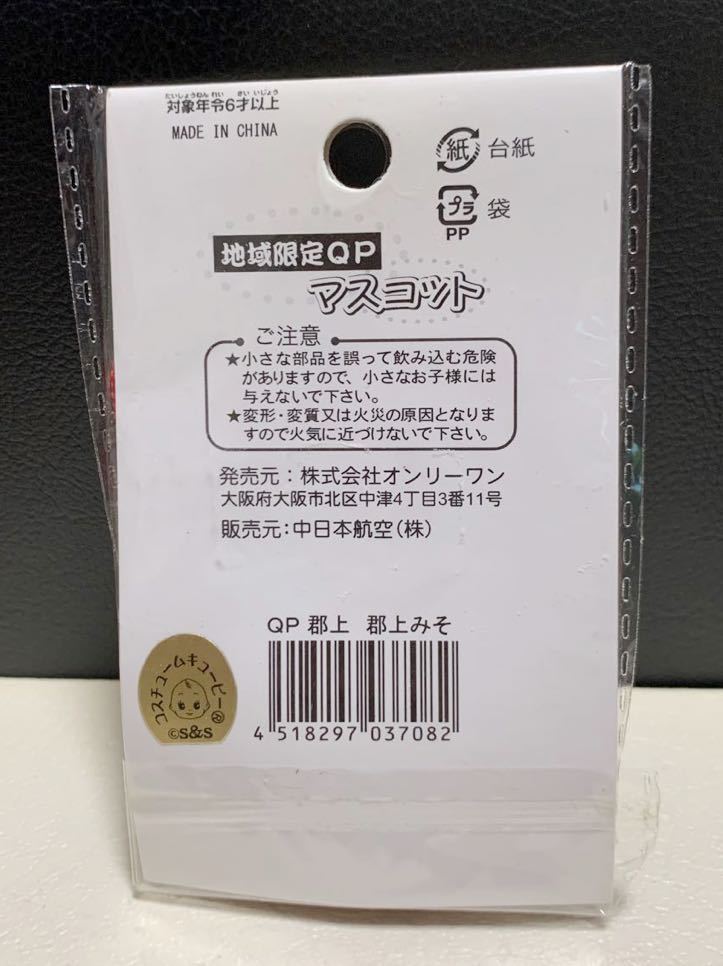 たいしょうねんれい さいいじょう
対象年令6才以上
MADE IN CHINA
紙 台紙
プラ 袋
PP
地域限定QP
マスコット
ご注意
★小さな部品を誤って飲み込む危険
がありますので、小さなお子様には
与えないで下さい。
★変形・変質又は火災の原因となりま
すので火気に近づけないで下さい。
発売元：株式会社オンリーワン
大阪府大阪市北区中津4丁目3番11号
販売元：中日本航空（株）
QP 郡上 郡上みそ
4 518297 037082
コスチュームキューピー®
©S&S